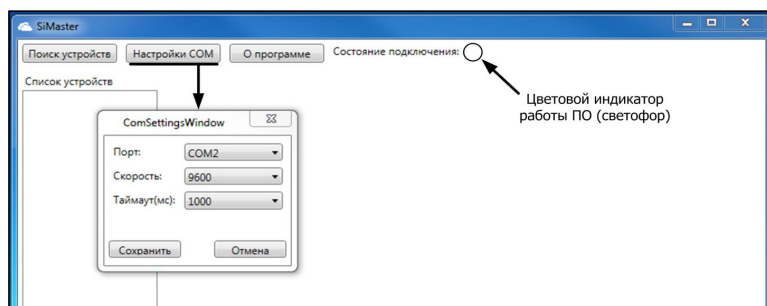 SiMaster
Поиск устройств Настройки COM О программе Состояние подключения:
Список устройств
Цветовой индикатор
работы ПО (светофор)
ComSettingsWindow
Порт: COM2
Скорость: 9600
Таймаут(мс): 1000
Сохранить Отмена